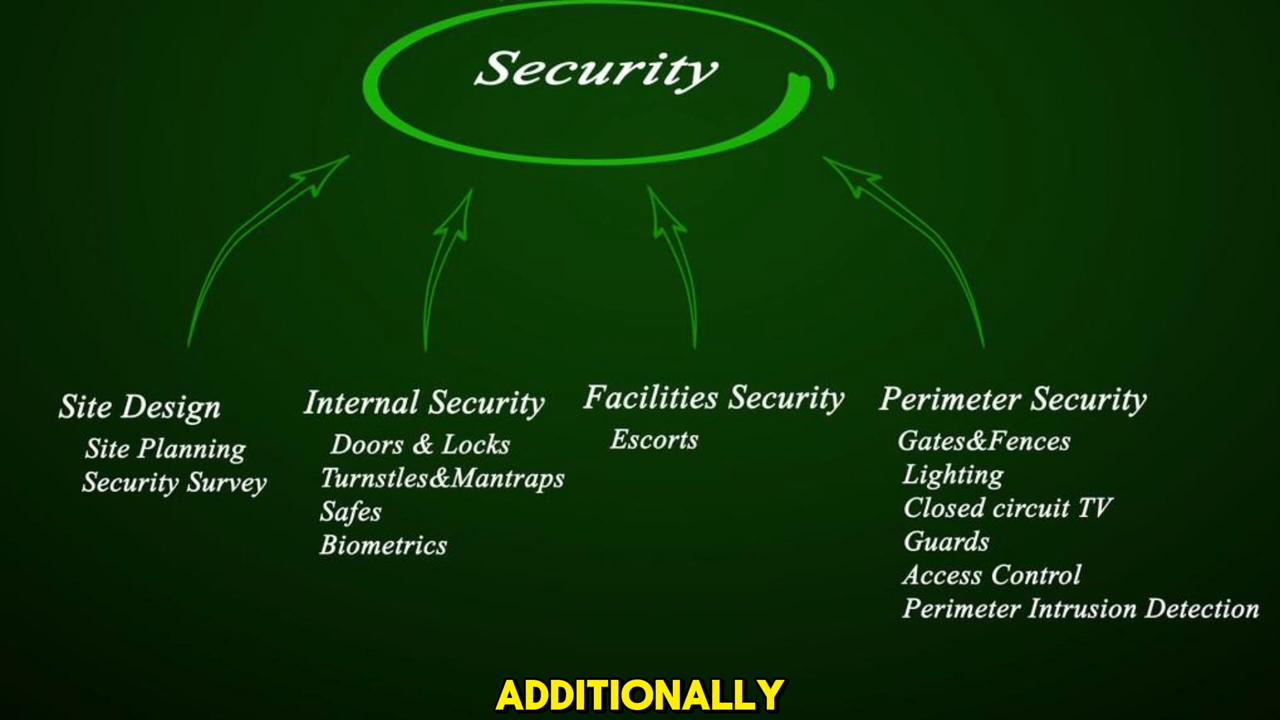 Security
Site Design
Site Planning
Security Survey
Internal Security
Doors & Locks
Turnstles&Mantraps
Safes
Biometrics
Facilities Security
Escorts
Perimeter Security
Gates&Fences
Lighting
Closed circuit TV
Guards
Access Control
Perimeter Intrusion Detection
ADDITIONALLY